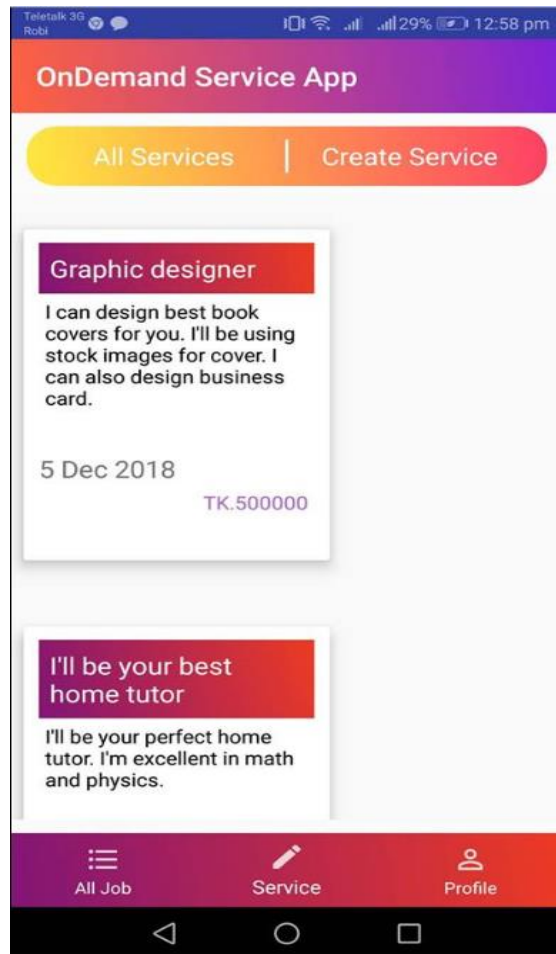 Teletalk 3G
Robi
29% 12:58 pm
OnDemand Service App
All Services | Create Service
Graphic designer
I can design best book
covers for you. I'll be using
stock images for cover. I
can also design business
card.
5 Dec 2018
TK.500000
I'll be your best
home tutor
I'll be your perfect home
tutor. I'm excellent in math
and physics.
All Job Service Profile